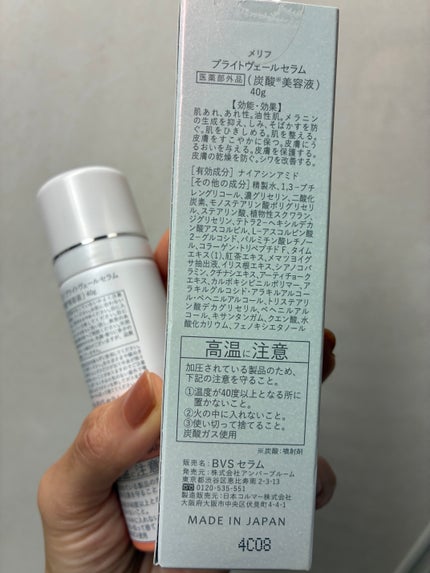 メリフ
ブライトヴェールセラム
医薬部外品 (炭酸※美容液)
40g
【効能・効果】
肌あれ、あれ性。油性肌。メラニン
の生成を抑え、しみ、そばかすを防
ぐ。肌をひきしめる。肌を整える。
皮膚をすこやかに保つ。皮膚にう
るおいを与える。皮膚を保護する。
皮膚の乾燥を防ぐ。シワを改善する。
[有効成分] ナイアシンアミド
[その他の成分] 精製水、1,3-ブチ
レングリコール、濃グリセリン、二酸化
炭素、モノステアリン酸ポリグリセリ
ル、ステアリン酸、植物性スクワラン、
ジグリセリン、テトラ2-ヘキシルデカ
ン酸アスコルビル、L-アスコルビン酸
2-グルコシド、パルミチン酸レチノー
ル、コラーゲン・トリペプチド F、タイム
エキス(1)、紅茶エキス、メマツヨイグ
サ抽出液、イリス根エキス、シアノコバ
ラミン、クチナシエキス、アーティチョーク
エキス、カルボキシビニルポリマー、ア
ラキルグルコシド・アラキルアルコー
ル・ベヘニルアルコール、トリステアリ
ン酸デカグリセリル、ベヘニルアルコ
ール、キサンタンガム、クエン酸、水
酸化カリウム、フェノキシエタノール
高温に注意
加圧されている製品のため、
下記の注意を守ること。
①温度が40度以上となる所に
置かないこと。
②火の中に入れないこと。
③使い切って捨てること。
炭酸ガス使用
※炭酸:噴射剤
販売名:BVS セラム
発売元:株式会社アンバーブルーム
東京都渋谷区恵比寿南2-3-13
0120-535-551
製造販売元:日本コルマー株式会社
大阪府大阪市中央区伏見町4-4-1
MADE IN JAPAN
4C08
ブライトヴェールセラム